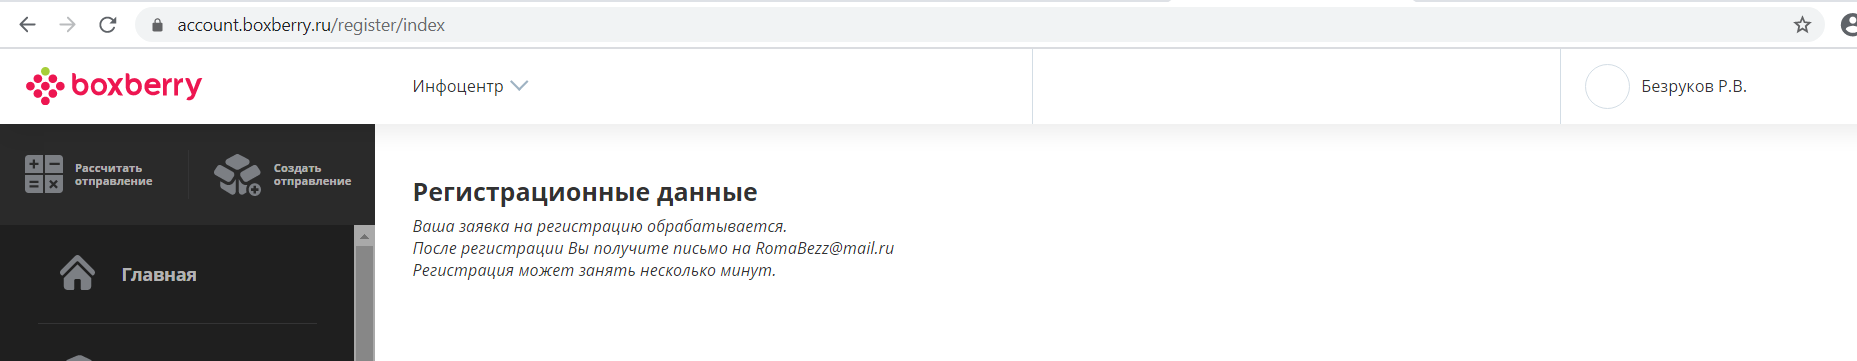 account.boxberry.ru/register/index
boxberry
Инфоцентр
Безруков Р.В.
Рассчитать
отправление
Создать
отправление
Регистрационные данные
Ваша заявка на регистрацию обрабатывается.
После регистрации Вы получите письмо на RomaBezz@mail.ru
Регистрация может занять несколько минут.
Главная